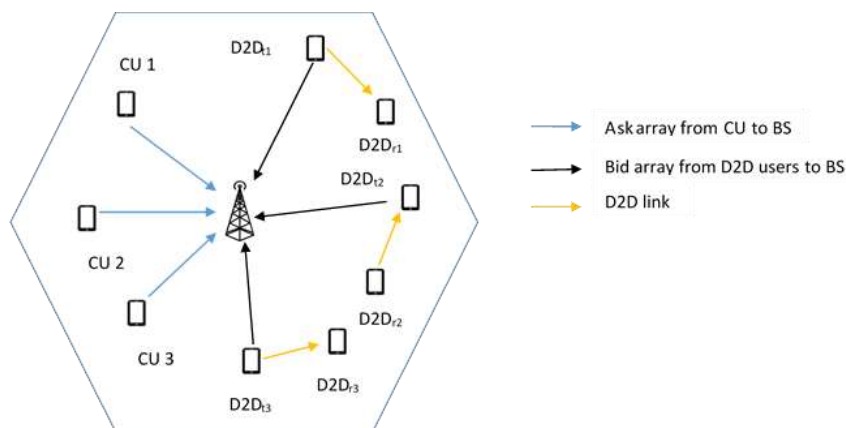 D2Dt1
CU 1
D2Dr1
D2Dt2
CU 2
D2Dr2
CU 3
D2Dr3
D2Dt3
Ask array from CU to BS
Bid array from D2D users to BS
D2D link